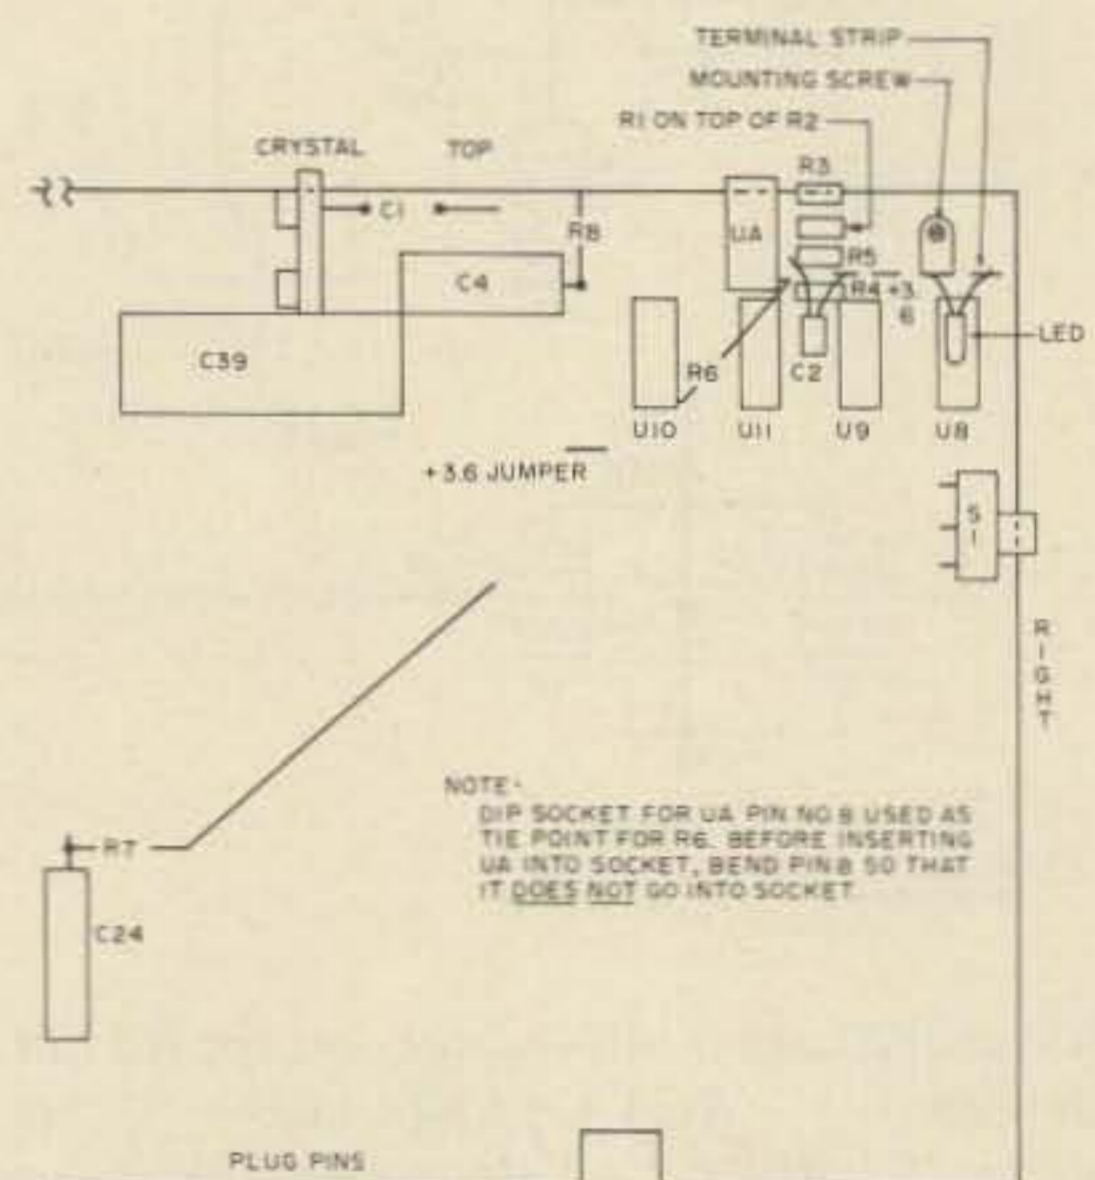 TERMINAL STRIP
MOUNTING SCREW
R1 ON TOP OF R2
CRYSTAL
TOP
R3
C1
R8
UA
R5
C4
R4
+3.
6
LED
C39
R6
C2
U10
U11
U9
U8
+3.6 JUMPER
S
1
R
I
G
H
T
NOTE-
DIP SOCKET FOR UA PIN NO 8 USED AS
TIE POINT FOR R6. BEFORE INSERTING
UA INTO SOCKET, BEND PIN 8 SO THAT
IT DOES NOT GO INTO SOCKET.
R7
C24
PLUG PINS